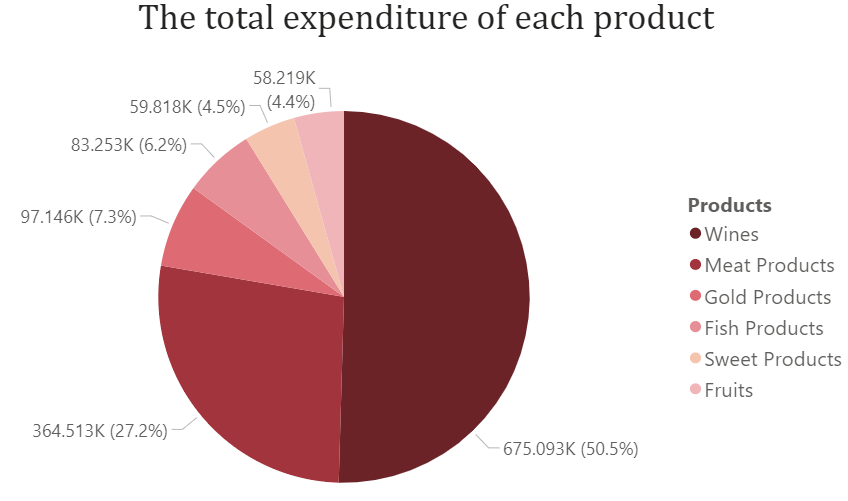 The total expenditure of each product
58.219K
(4.4%)
59.818K (4.5%)
83.253K (6.2%)
97.146K (7.3%)
364.513K (27.2%)
675.093K (50.5%)
Products
Wines
Meat Products
Gold Products
Fish Products
Sweet Products
Fruits